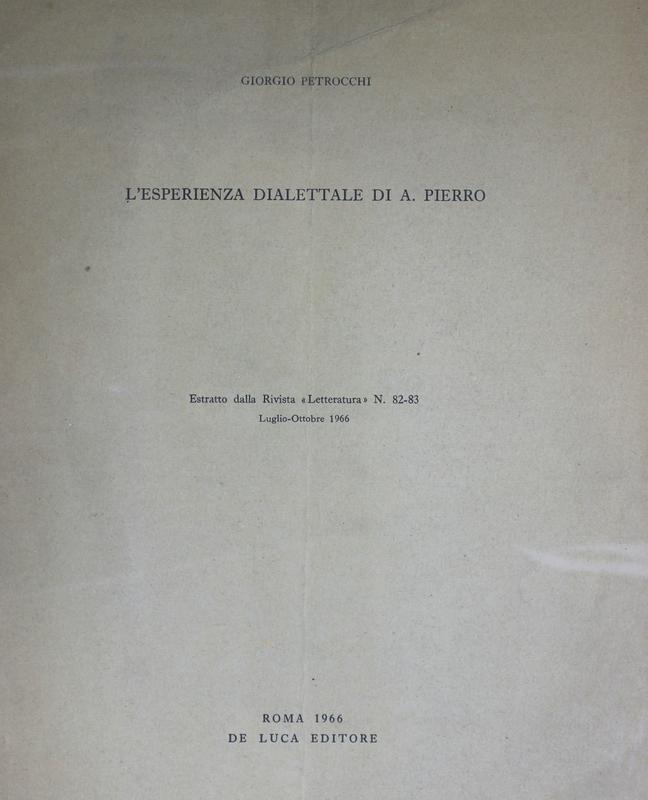 GIORGIO PETROCCHI
L'ESPERIENZA DIALETTALE DI A. PIERRO
Estratto dalla Rivista «Letteratura» N. 82-83
Luglio-Ottobre 1966
ROMA 1966
DE LUCA EDITORE